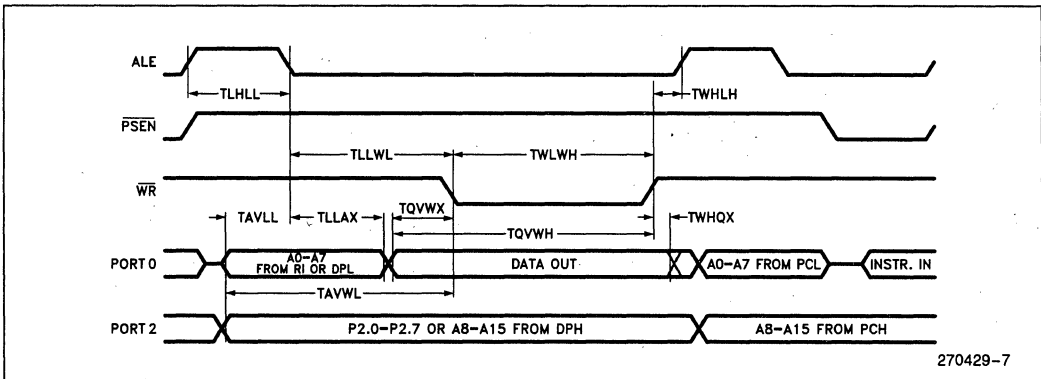 ALE
TLHLL
TWHLH
PSEN
TLLWL
TWLWH
WR
TAVLL
TLLAX
TQVWX
TWHQX
TQVWH
PORT 0
A0-A7
FROM RI OR DPL
DATA OUT
A0-A7 FROM PCL
INSTR. IN
TAVWL
PORT 2
P2.0-P2.7 OR A8-A15 FROM DPH
A8-A15 FROM PCH
270429-7